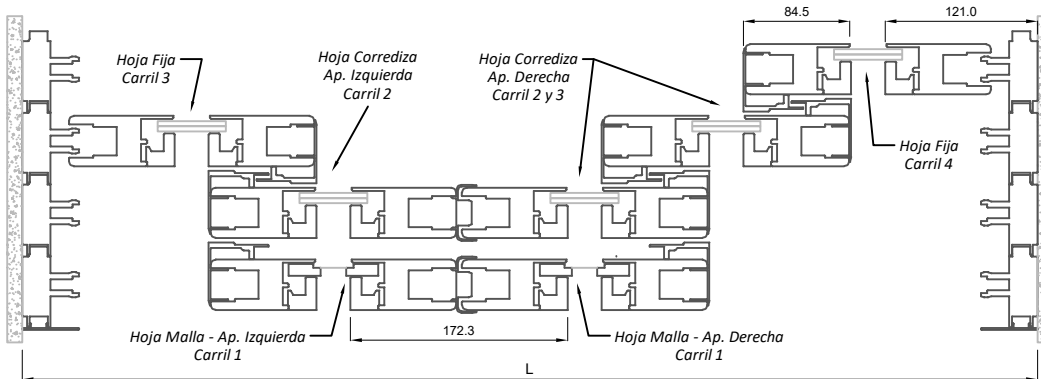 84.5
121.0
Hoja Fija
Carril 3
Hoja Corrediza
Ap. Izquierda
Carril 2
Hoja Corrediza
Ap. Derecha
Carril 2 y 3
Hoja Fija
Carril 4
Hoja Malla - Ap. Izquierda
Carril 1
172.3
Hoja Malla - Ap. Derecha
Carril 1
L